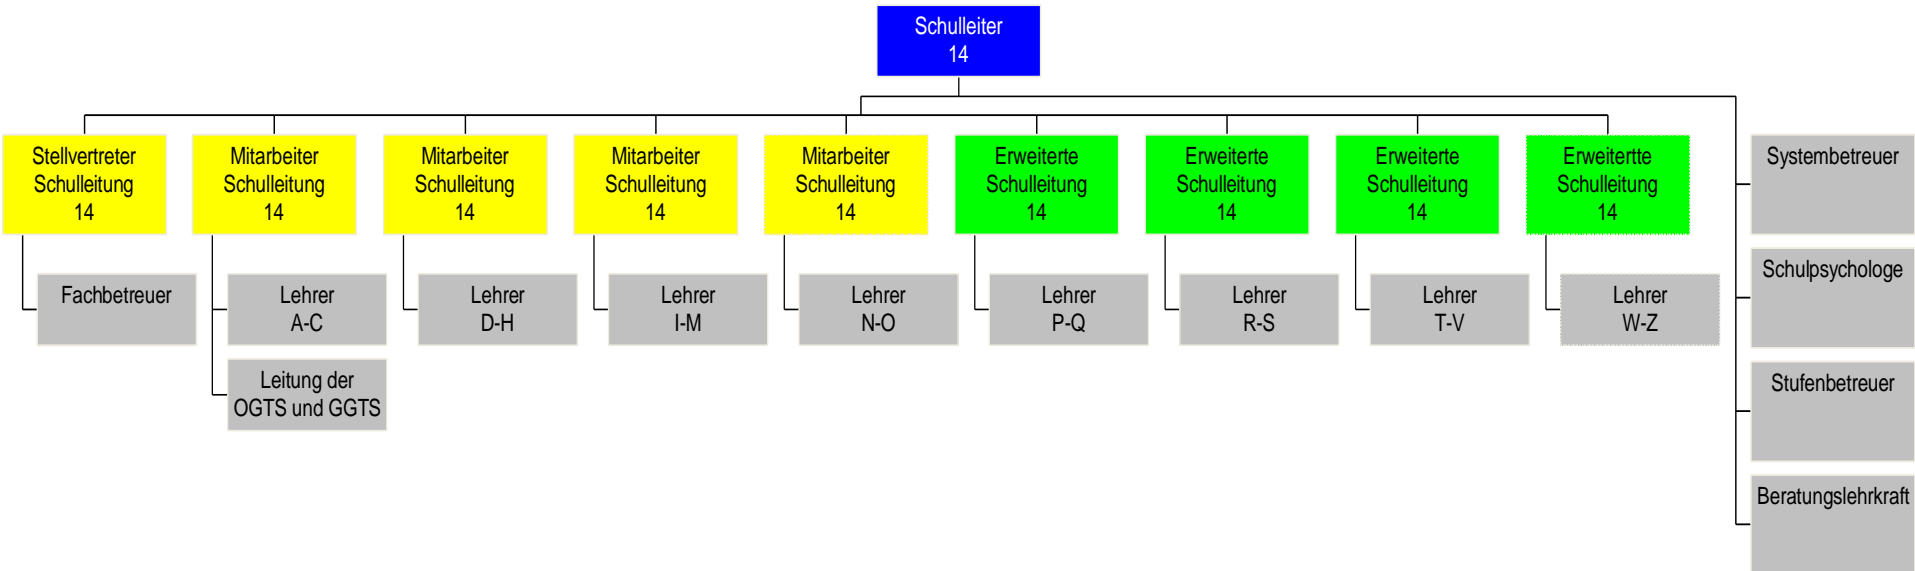 Schulleiter
14
Stellvertreter
Schulleitung
14
Mitarbeiter
Schulleitung
14
Mitarbeiter
Schulleitung
14
Mitarbeiter
Schulleitung
14
Mitarbeiter
Schulleitung
14
Erweiterte
Schulleitung
14
Erweiterte
Schulleitung
14
Erweiterte
Schulleitung
14
Erweitertte
Schulleitung
14
Systembetreuer
Schulpsychologe
Stufenbetreuer
Beratungslehrkraft
Fachbetreuer
Lehrer
A-C
Leitung der
OGTS und GGTS
Lehrer
D-H
Lehrer
I-M
Lehrer
N-O
Lehrer
P-Q
Lehrer
R-S
Lehrer
T-V
Lehrer
W-Z